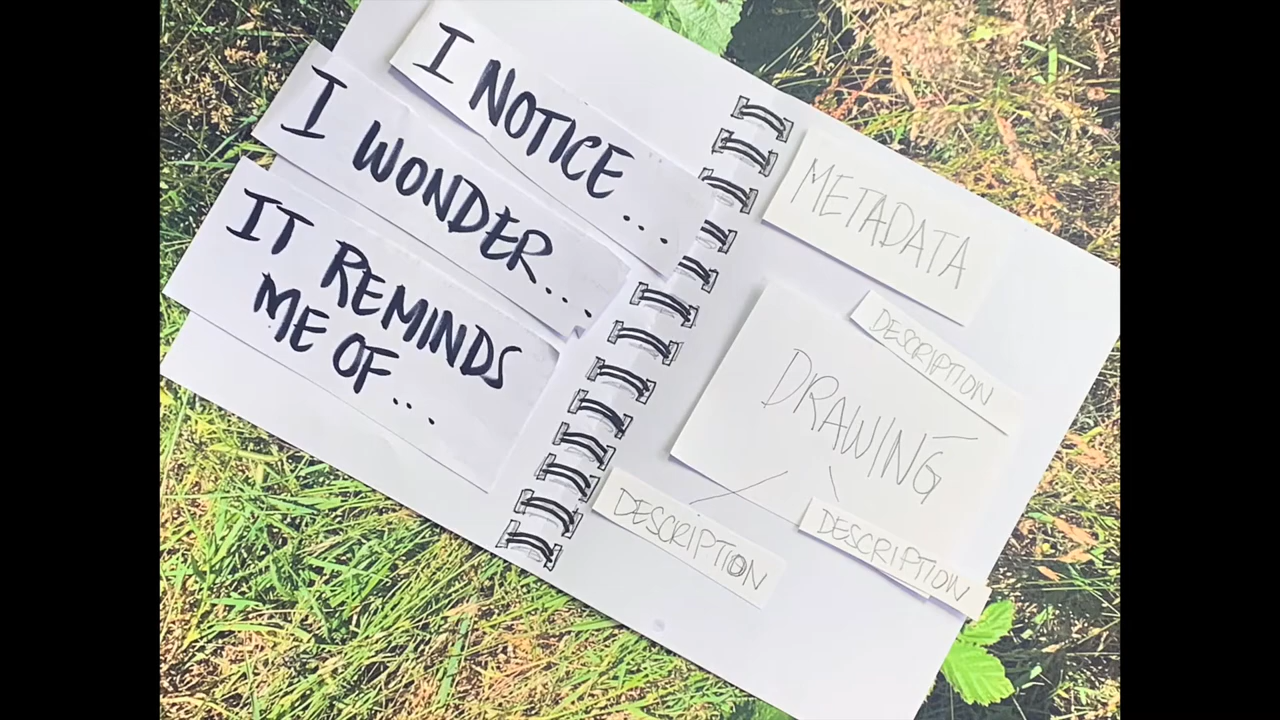 I NOTICE...
I WONDER...
IT REMINDS
ME OF...
METADATA
DESCRIPTION
DRAWING
DESCRIPTION
DESCRIPTION